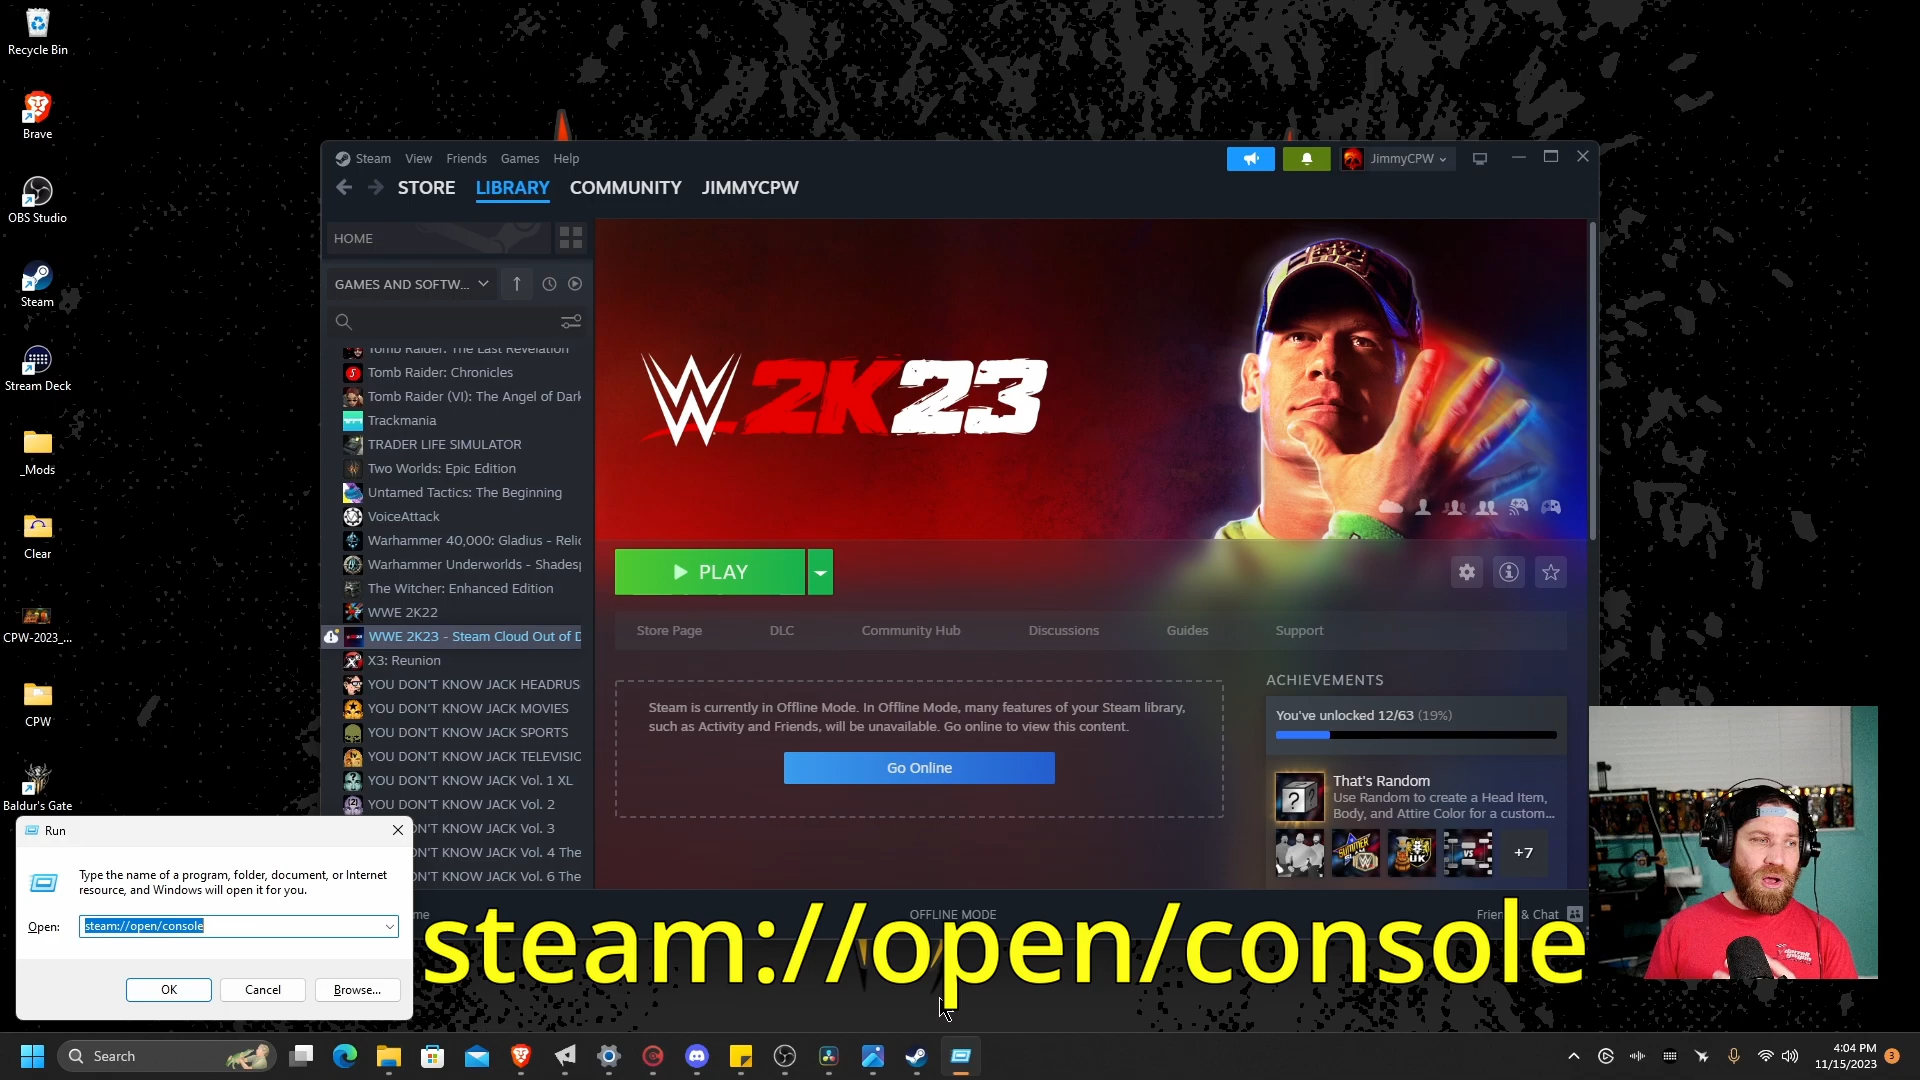 Recycle Bin
Brave
OBS Studio
Steam
Stream Deck
_Mods
Clear
CPW-2023_...
CPW
Baldur's Gate
Steam View Friends Games Help
JimmyCPW
STORE LIBRARY COMMUNITY JIMMYCPW
HOME
GAMES AND SOFTW...
Tomb Raider: The Last Revelation
Tomb Raider: Chronicles
Tomb Raider (VI): The Angel of Dark
Trackmania
TRADER LIFE SIMULATOR
Two Worlds: Epic Edition
Untamed Tactics: The Beginning
VoiceAttack
Warhammer 40,000: Gladius - Relic
Warhammer Underworlds - Shadesp
The Witcher: Enhanced Edition
WWE 2K22
WWE 2K23 - Steam Cloud Out of D
X3: Reunion
YOU DON'T KNOW JACK HEADRUS
YOU DON'T KNOW JACK MOVIES
YOU DON'T KNOW JACK SPORTS
YOU DON'T KNOW JACK TELEVISIO
YOU DON'T KNOW JACK Vol. 1 XL
YOU DON'T KNOW JACK Vol. 2
ON'T KNOW JACK Vol. 3
ON'T KNOW JACK Vol. 4 The
ON'T KNOW JACK Vol. 6 The
W 2K23
PLAY
Store Page DLC Community Hub Discussions Guides Support
Steam is currently in Offline Mode. In Offline Mode, many features of your Steam library,
such as Activity and Friends, will be unavailable. Go online to view this content.
Go Online
ACHIEVEMENTS
You've unlocked 12/63 (19%)
That's Random
Use Random to create a Head Item,
Body, and Attire Color for a custom...
+7
OFFLINE MODE
& Chat
Run
Type the name of a program, folder, document, or Internet
resource, and Windows will open it for you.
Open: steam://open/console
OK Cancel Browse...
steam://open/console
Search
4:04 PM
11/15/2023
3